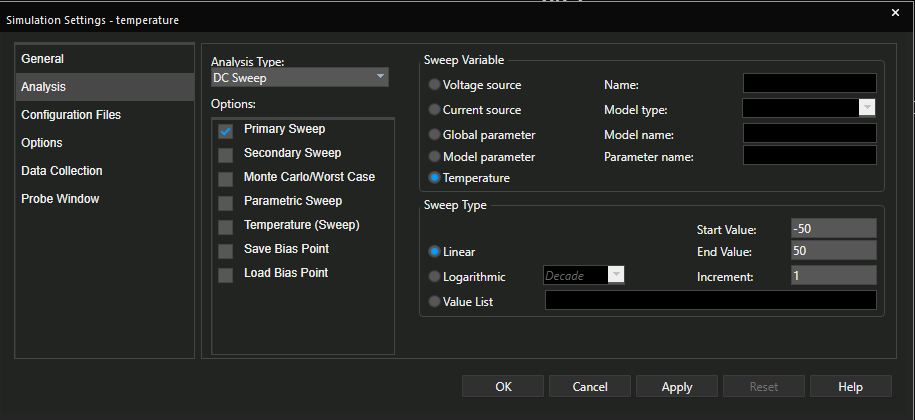 Simulation Settings - temperature
General
Analysis
Configuration Files
Options
Data Collection
Probe Window
Analysis Type:
DC Sweep
Options:
Primary Sweep
Secondary Sweep
Monte Carlo/Worst Case
Parametric Sweep
Temperature (Sweep)
Save Bias Point
Load Bias Point
Sweep Variable
Voltage source
Name:
Current source
Model type:
Global parameter
Model name:
Model parameter
Parameter name:
Temperature
Sweep Type
Start Value: -50
Linear
End Value: 50
Logarithmic
Decade
Increment: 1
Value List
OK
Cancel
Apply
Reset
Help